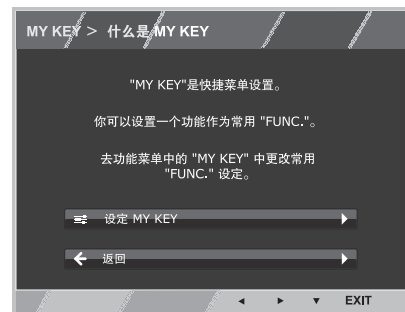 MY KEY > 什么是 MY KEY
"MY KEY"是快捷菜单设置。
你可以设置一个功能作为常用 "FUNC."。
去功能菜单中的 "MY KEY" 中更改常用
"FUNC." 设定。
设定 MY KEY
返回
EXIT